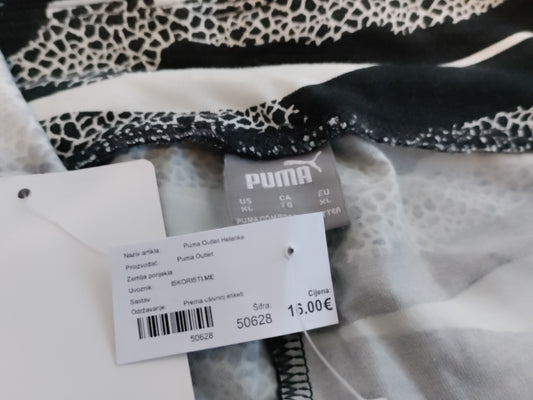 PUMA
US CA EU
XL TG XL
Naziv artikla: Puma Outlet Helanke
Proizvođač: Puma Outlet
Zemlja porijekla
Uvoznik: ISKORISTI.ME
Sastav:
Održavanje: Prema ušivnoj etiketi
50628
Šifra:
50628
Cijena:
16.00€